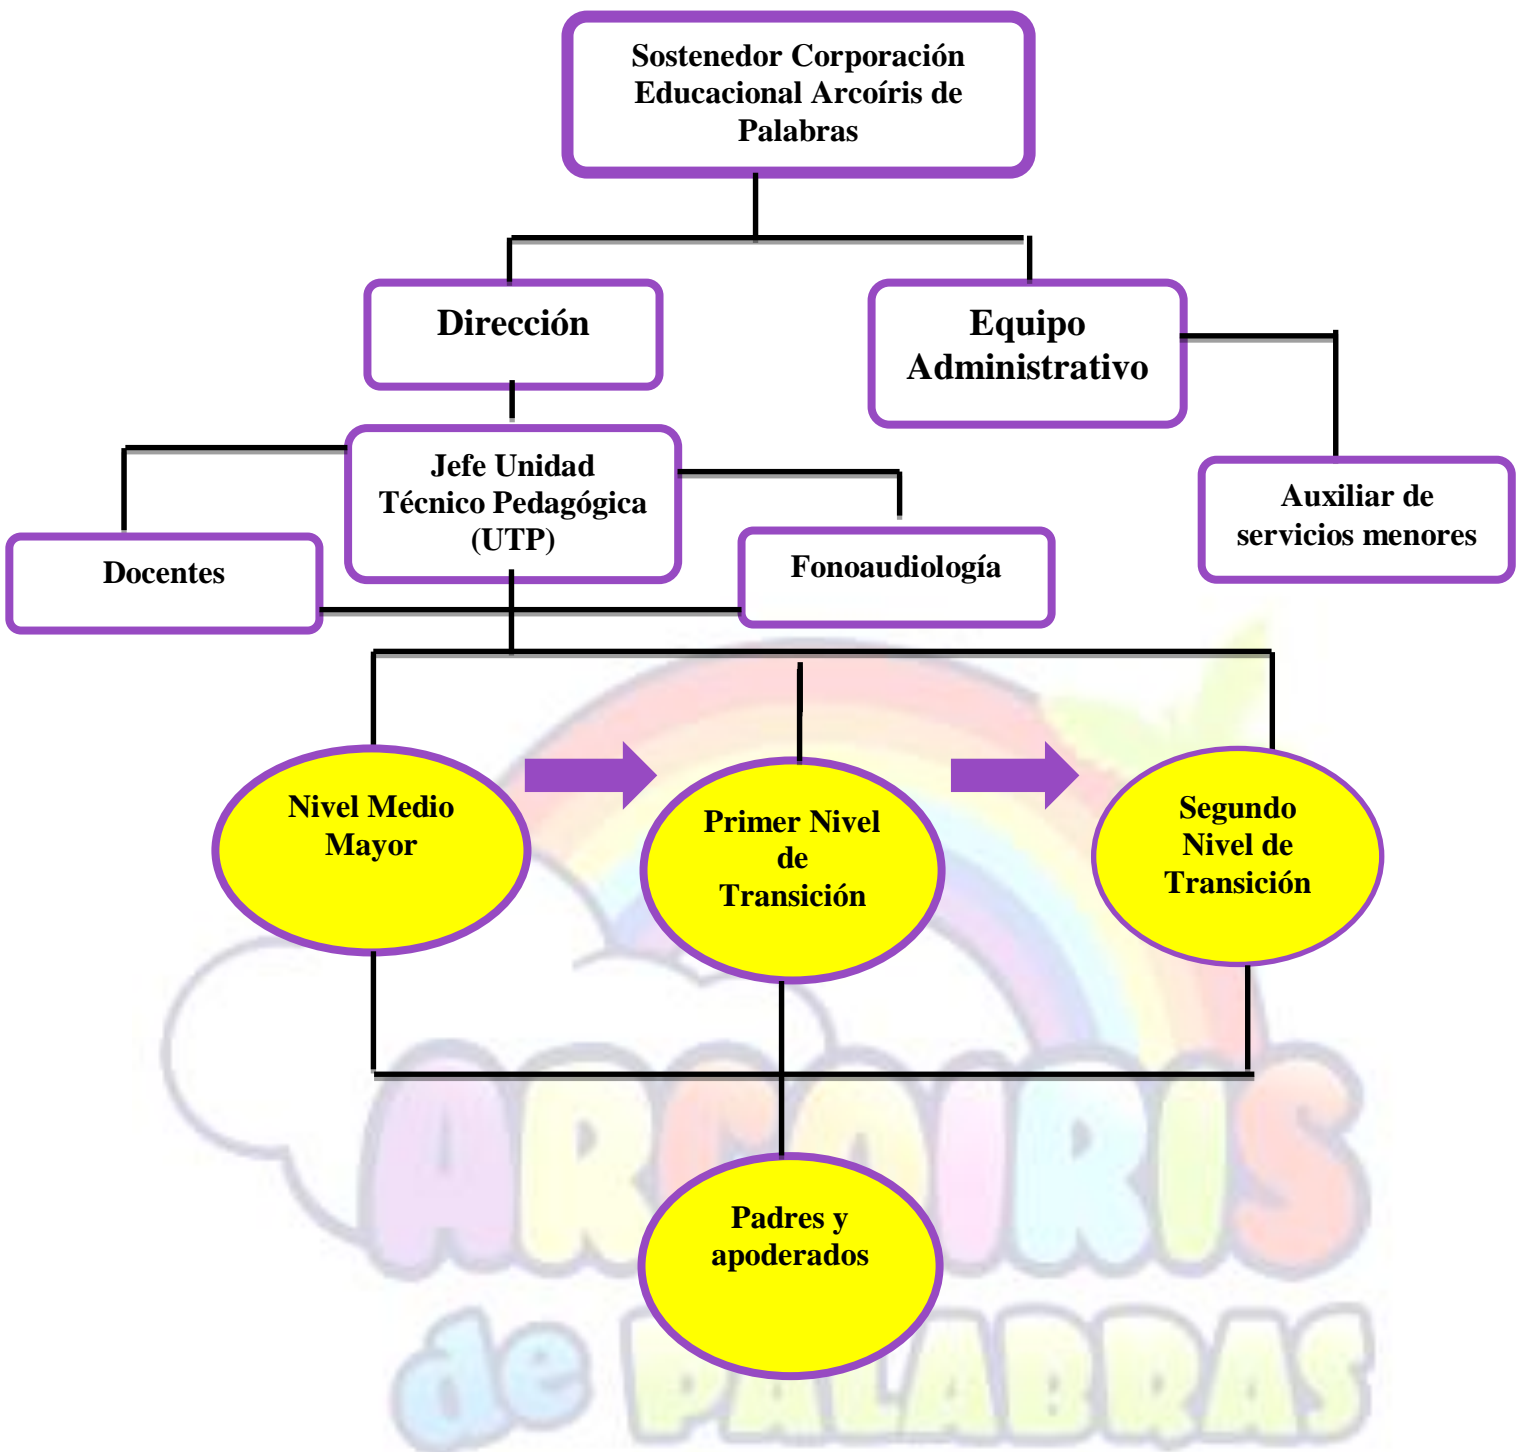 Sostenedor Corporación
Educacional Arcoíris de
Palabras
Dirección
Equipo
Administrativo
Jefe Unidad
Técnico Pedagógica
(UTP)
Auxiliar de
servicios menores
Docentes
Fonoaudiología
Nivel Medio
Mayor
Primer Nivel
de
Transición
Segundo
Nivel de
Transición
Padres y
apoderados
ARCOIRIS
de PALABRAS